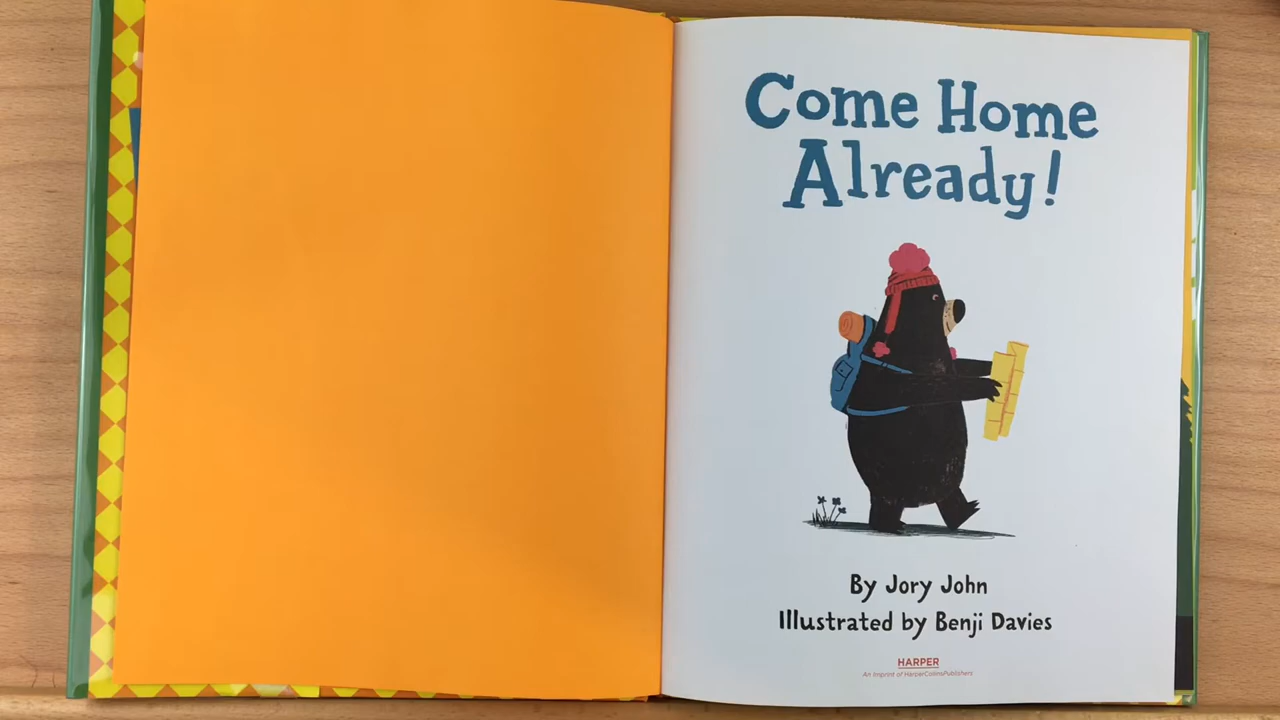 Come Home
Already!
By Jory John
Illustrated by Benji Davies
HARPER
An Imprint of HarperCollinsPublishers